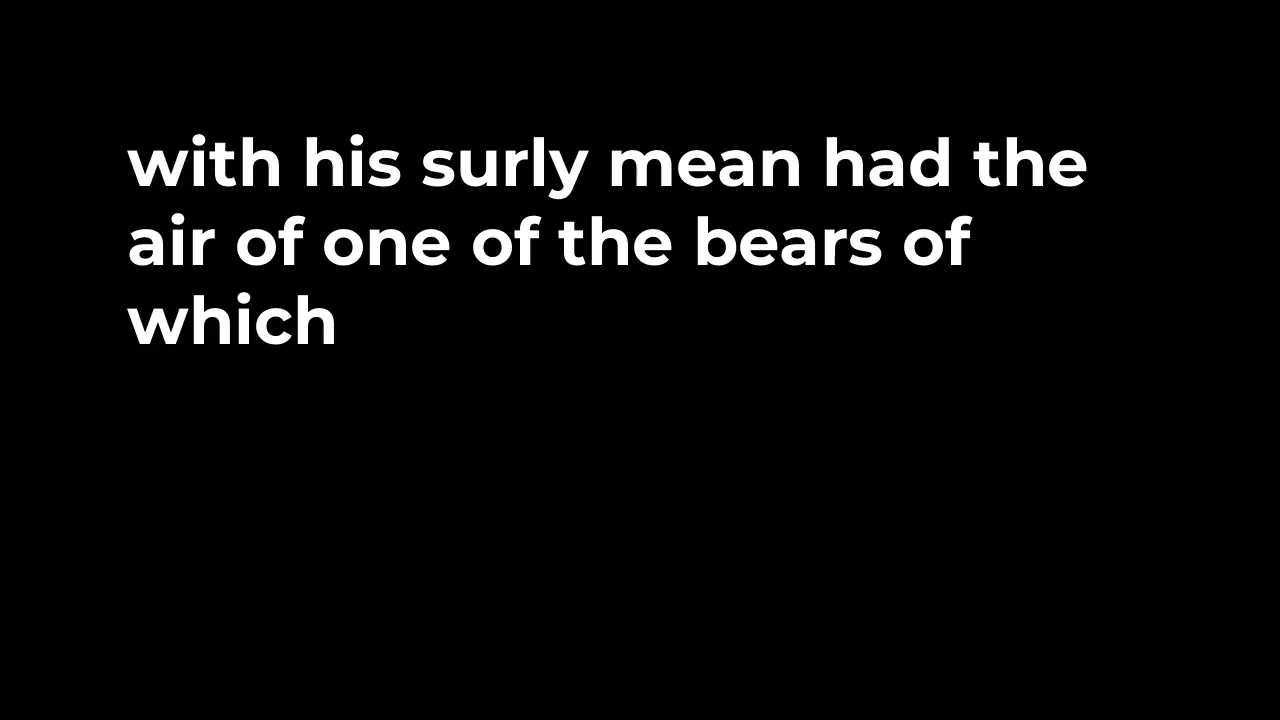 with his surly mean had the
air of one of the bears of
which